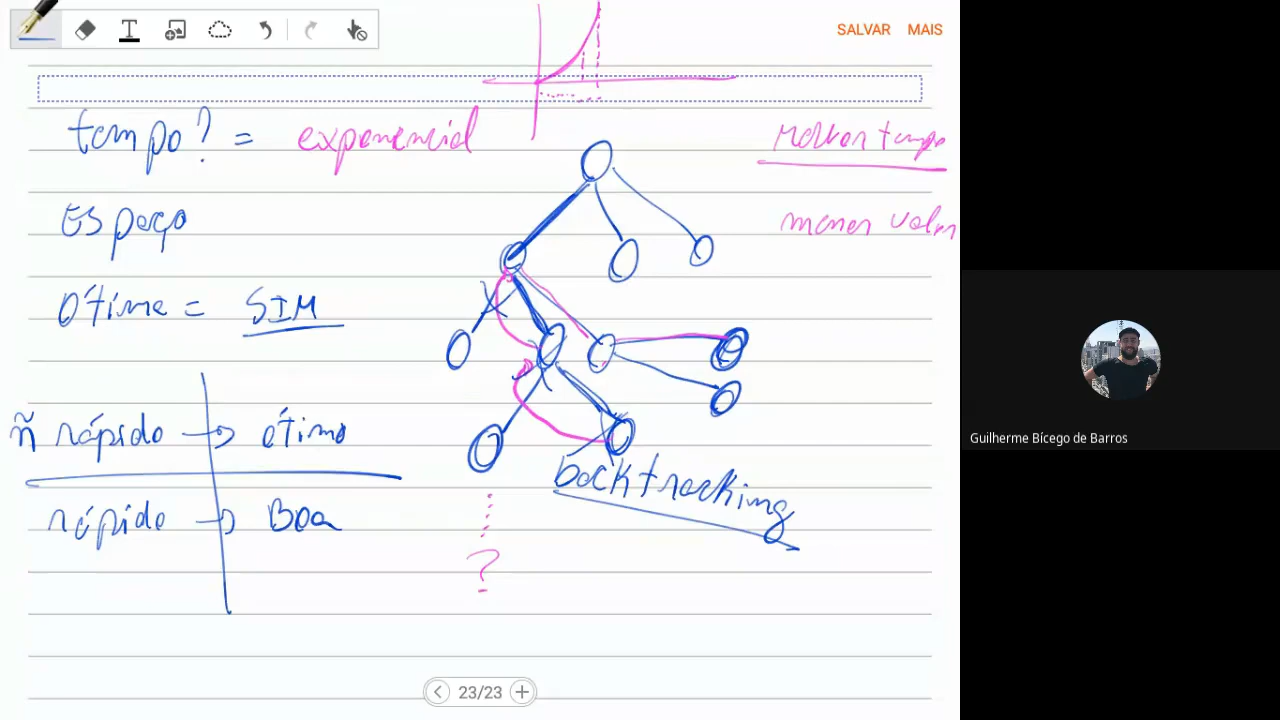 SALVAR MAIS
tempo? = exponencial
Melhor tempo
Espaço
menor valor
Ótimo = SIM
ñ rápido → ótimo
rápido → Boa
backtracking
?
Guilherme Bícego de Barros
23/23